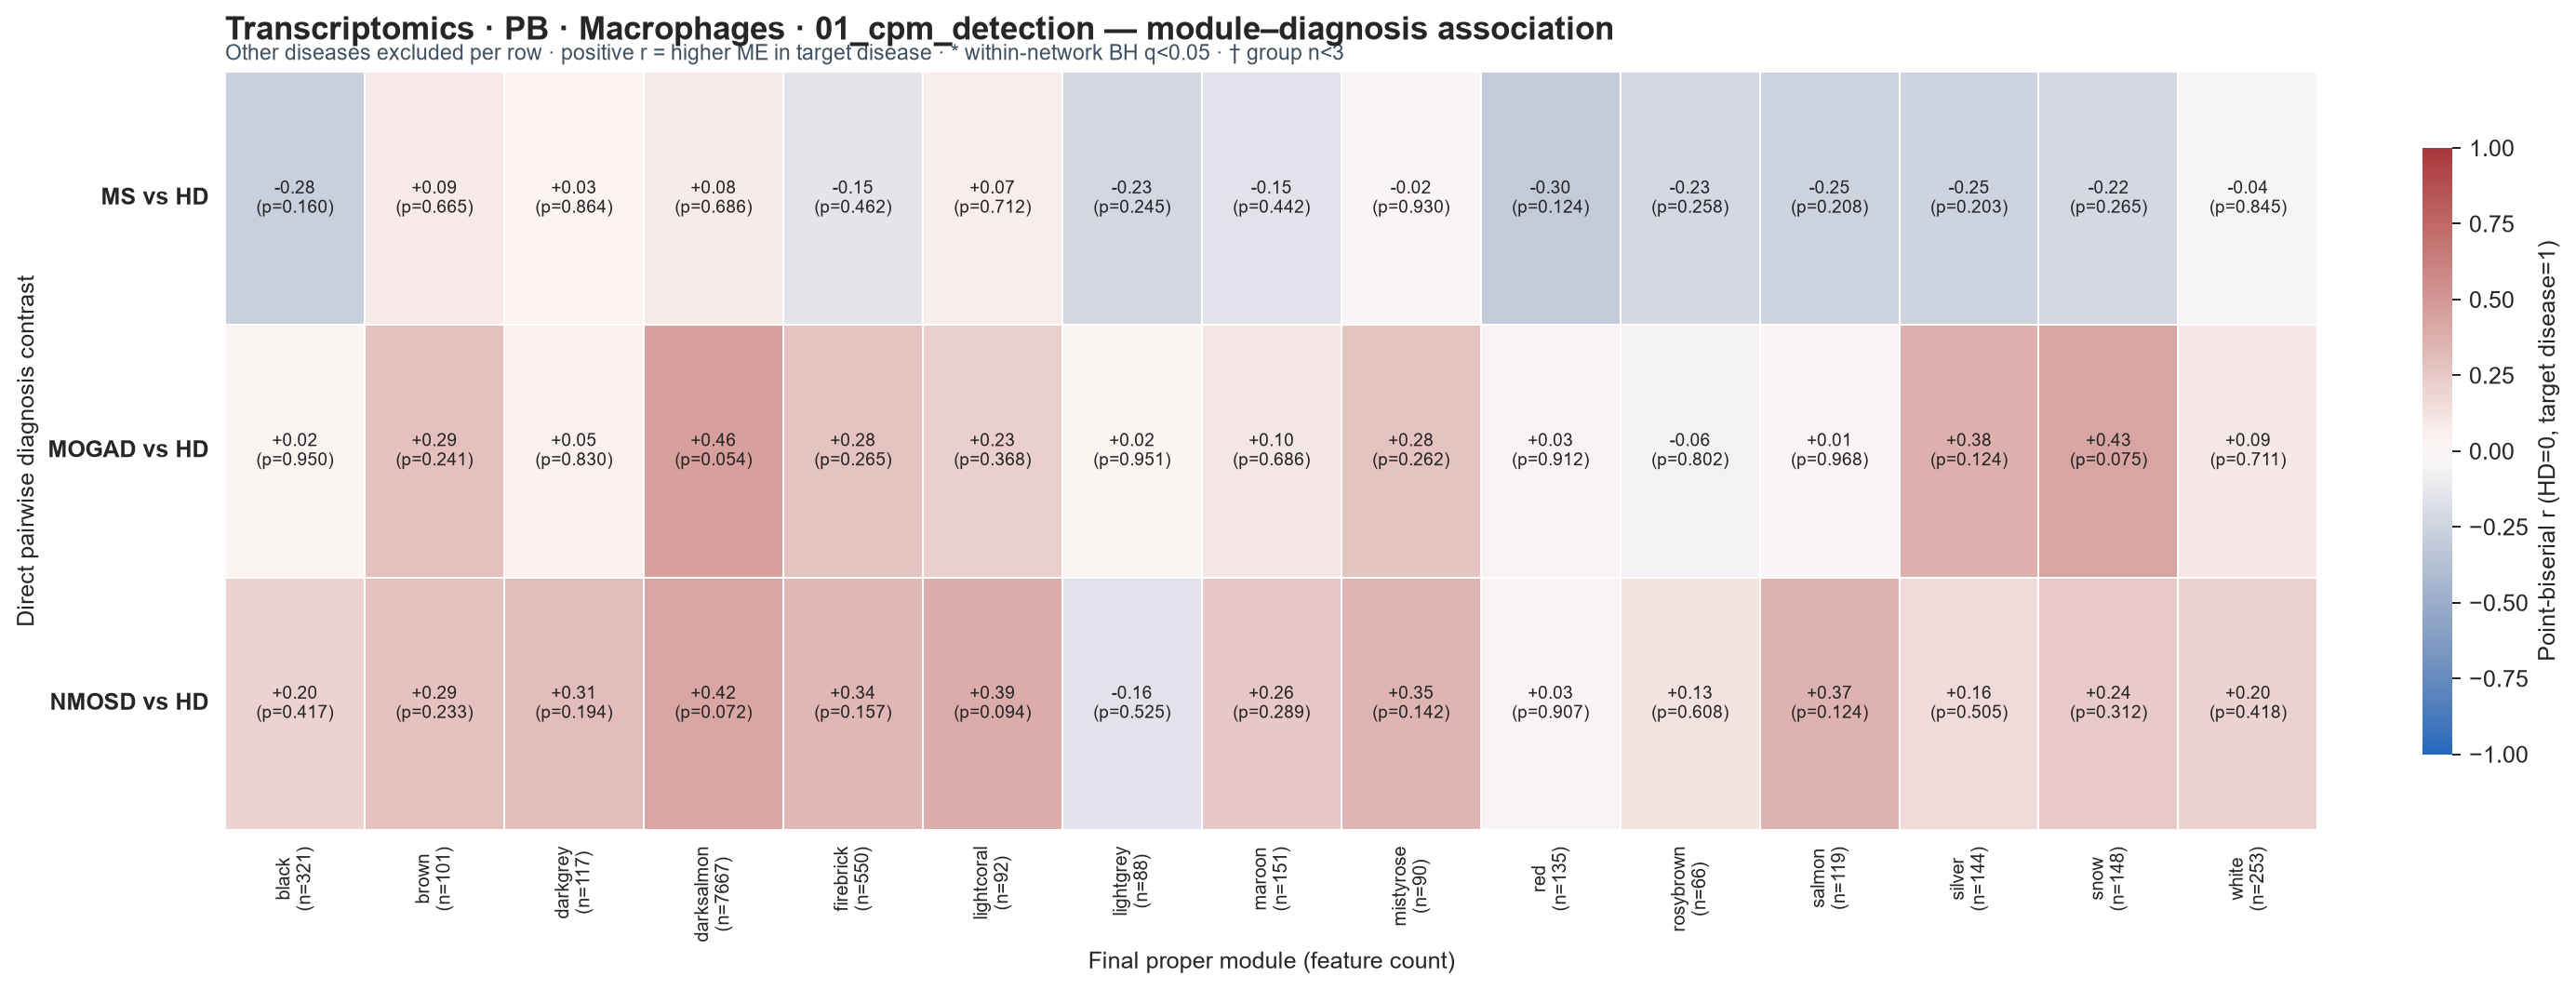 Transcriptomics · PB · Macrophages · 01_cpm_detection — module–diagnosis association
Other diseases excluded per row · positive r = higher ME in target disease · * within-network BH q<0.05 · † group n<3
Direct pairwise diagnosis contrast
MS vs HD
-0.28 +0.09 +0.03 +0.08 -0.15 +0.07 -0.23 -0.15 -0.02 -0.30 -0.23 -0.25 -0.25 -0.22 -0.04
(p=0.160) (p=0.665) (p=0.864) (p=0.686) (p=0.462) (p=0.712) (p=0.245) (p=0.442) (p=0.930) (p=0.124) (p=0.258) (p=0.208) (p=0.203) (p=0.265) (p=0.845)
MOGAD vs HD
+0.02 +0.29 +0.05 +0.46 +0.28 +0.23 +0.02 +0.10 +0.28 +0.03 -0.06 +0.01 +0.38 +0.43 +0.09
(p=0.950) (p=0.241) (p=0.830) (p=0.054) (p=0.265) (p=0.368) (p=0.951) (p=0.686) (p=0.262) (p=0.912) (p=0.802) (p=0.968) (p=0.124) (p=0.075) (p=0.711)
NMOSD vs HD
+0.20 +0.29 +0.31 +0.42 +0.34 +0.39 -0.16 +0.26 +0.35 +0.03 +0.13 +0.37 +0.16 +0.24 +0.20
(p=0.417) (p=0.233) (p=0.194) (p=0.072) (p=0.157) (p=0.094) (p=0.525) (p=0.289) (p=0.142) (p=0.907) (p=0.608) (p=0.124) (p=0.505) (p=0.312) (p=0.418)
black
(n=321)
brown
(n=101)
darkgrey
(n=117)
darksalmon
(n=7667)
firebrick
(n=550)
lightcoral
(n=92)
lightgrey
(n=88)
maroon
(n=151)
mistyrose
(n=90)
red
(n=135)
rosybrown
(n=66)
salmon
(n=119)
silver
(n=144)
snow
(n=148)
white
(n=253)
Final proper module (feature count)
1.00
0.75
0.50
0.25
0.00
−0.25
−0.50
−0.75
−1.00
Point-biserial r (HD=0, target disease=1)